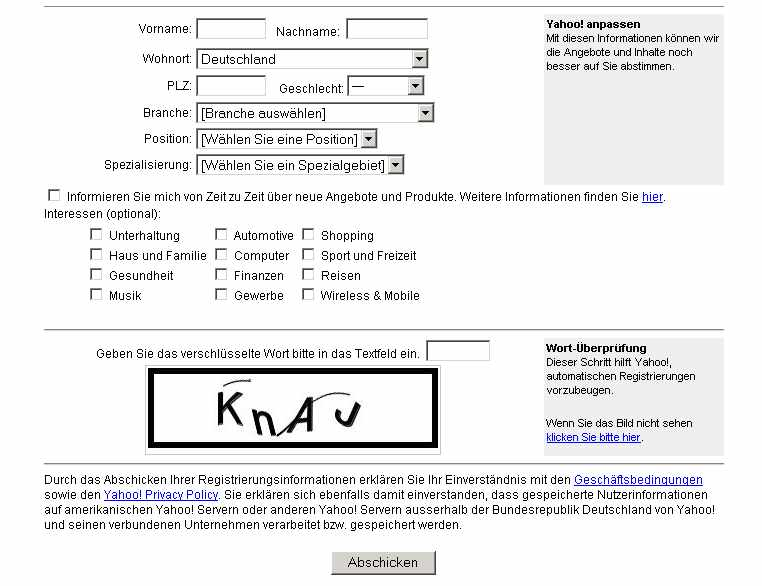 Vorname: Nachname:
Wohnort: Deutschland
PLZ: Geschlecht: —
Branche: [Branche auswählen]
Position: [Wählen Sie eine Position]
Spezialisierung: [Wählen Sie ein Spezialgebiet]
Yahoo! anpassen
Mit diesen Informationen können wir
die Angebote und Inhalte noch
besser auf Sie abstimmen.
Informieren Sie mich von Zeit zu Zeit über neue Angebote und Produkte. Weitere Informationen finden Sie hier.
Interessen (optional):
Unterhaltung Automotive Shopping
Haus und Familie Computer Sport und Freizeit
Gesundheit Finanzen Reisen
Musik Gewerbe Wireless & Mobile
Geben Sie das verschlüsselte Wort bitte in das Textfeld ein.
Wort-Überprüfung
Dieser Schritt hilft Yahoo!,
automatischen Registrierungen
vorzubeugen.
Wenn Sie das Bild nicht sehen
klicken Sie bitte hier.
Durch das Abschicken Ihrer Registrierungsinformationen erklären Sie Ihr Einverständnis mit den Geschäftsbedingungen
sowie den Yahoo! Privacy Policy. Sie erklären sich ebenfalls damit einverstanden, dass gespeicherte Nutzerinformationen
auf amerikanischen Yahoo! Servern oder anderen Yahoo! Servern ausserhalb der Bundesrepublik Deutschland von Yahoo!
und seinen verbundenen Unternehmen verarbeitet bzw. gespeichert werden.
Abschicken